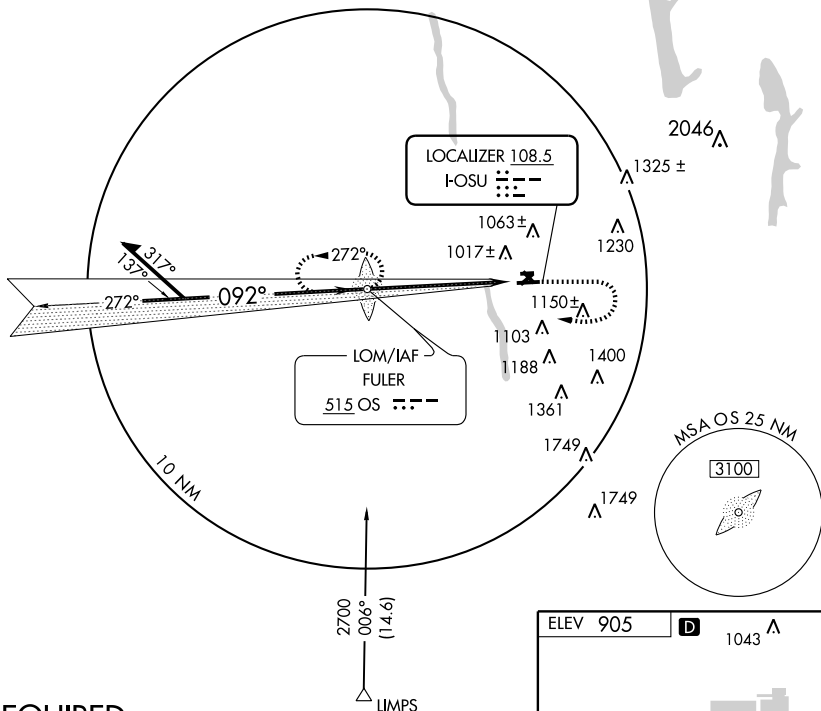 2046
1325 ±
LOCALIZER 108.5
I-OSU
1063±
1230
1017±
272°
317°
137°
272°
092°
1150±
1103
LOM/IAF
FULER
515 OS
1188
1400
1361
1749
MSA OS 25 NM
3100
10 NM
1749
2700
006°
(14.6)
ELEV 905
D
1043
LIMPS
EQUIRED